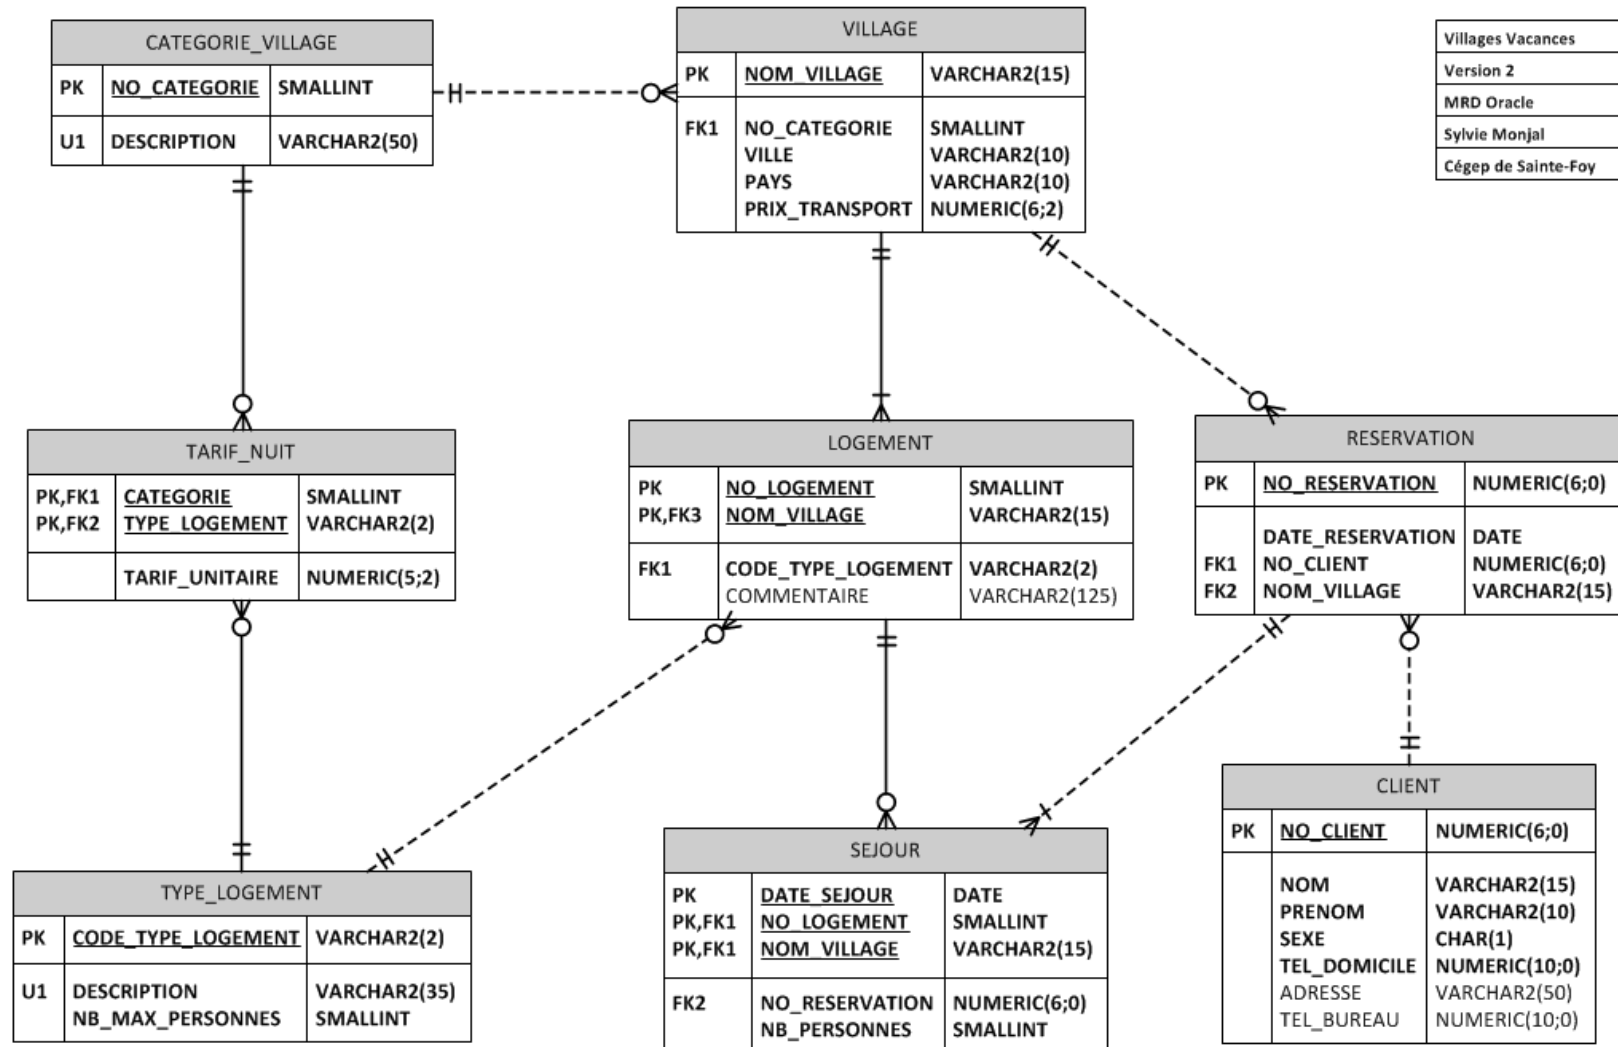 CATEGORIE_VILLAGE
PK NO_CATEGORIE SMALLINT
U1 DESCRIPTION VARCHAR2(50)
VILLAGE
PK NOM_VILLAGE VARCHAR2(15)
FK1 NO_CATEGORIE SMALLINT
VILLE VARCHAR2(10)
PAYS VARCHAR2(10)
PRIX_TRANSPORT NUMERIC(6;2)
Villages Vacances
Version 2
MRD Oracle
Sylvie Monjal
Cégep de Sainte-Foy
TARIF_NUIT
PK,FK1 CATEGORIE SMALLINT
PK,FK2 TYPE_LOGEMENT VARCHAR2(2)
TARIF_UNITAIRE NUMERIC(5;2)
LOGEMENT
PK NO_LOGEMENT SMALLINT
PK,FK3 NOM_VILLAGE VARCHAR2(15)
FK1 CODE_TYPE_LOGEMENT VARCHAR2(2)
COMMENTAIRE VARCHAR2(125)
RESERVATION
PK NO_RESERVATION NUMERIC(6;0)
DATE_RESERVATION DATE
FK1 NO_CLIENT NUMERIC(6;0)
FK2 NOM_VILLAGE VARCHAR2(15)
TYPE_LOGEMENT
PK CODE_TYPE_LOGEMENT VARCHAR2(2)
U1 DESCRIPTION VARCHAR2(35)
NB_MAX_PERSONNES SMALLINT
SEJOUR
PK DATE_SEJOUR DATE
PK,FK1 NO_LOGEMENT SMALLINT
PK,FK1 NOM_VILLAGE VARCHAR2(15)
FK2 NO_RESERVATION NUMERIC(6;0)
NB_PERSONNES SMALLINT
CLIENT
PK NO_CLIENT NUMERIC(6;0)
NOM VARCHAR2(15)
PRENOM VARCHAR2(10)
SEXE CHAR(1)
TEL_DOMICILE NUMERIC(10;0)
ADRESSE VARCHAR2(50)
TEL_BUREAU NUMERIC(10;0)